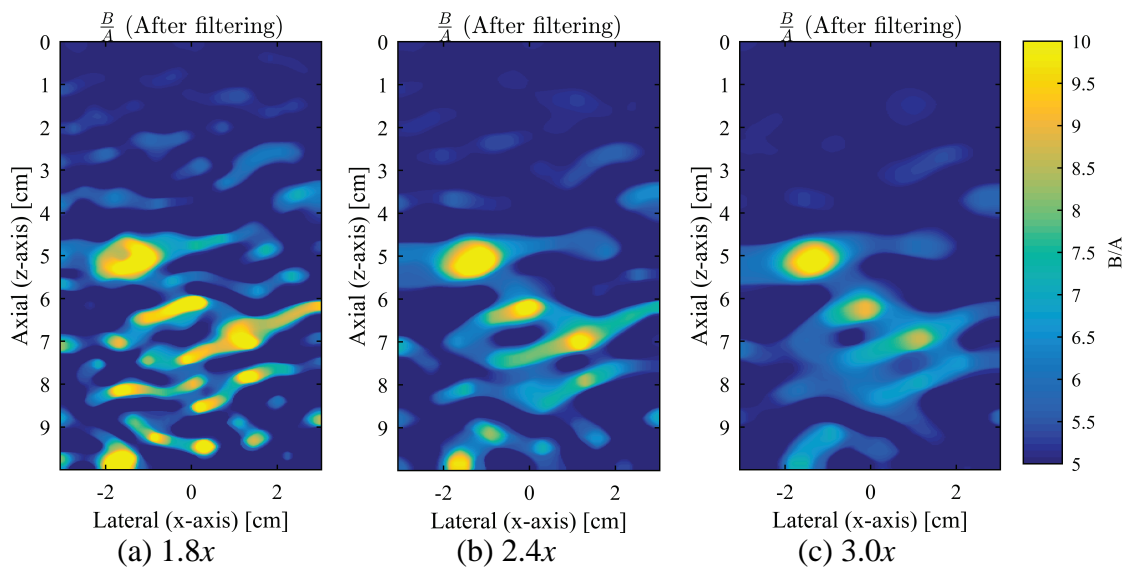 B/A (After filtering) B/A (After filtering) B/A (After filtering)
0 0 0 10
1 1 1 9.5
2 2 2 9
3 3 3 8.5
4 4 4 8
5 5 5 7.5
6 6 6 7
7 7 7 6.5
8 8 8 6
9 9 9 5.5
5
Axial (z-axis) [cm] Axial (z-axis) [cm] Axial (z-axis) [cm] B/A
-2 0 2 -2 0 2 -2 0 2
Lateral (x-axis) [cm] Lateral (x-axis) [cm] Lateral (x-axis) [cm]
(a) 1.8x (b) 2.4x (c) 3.0x